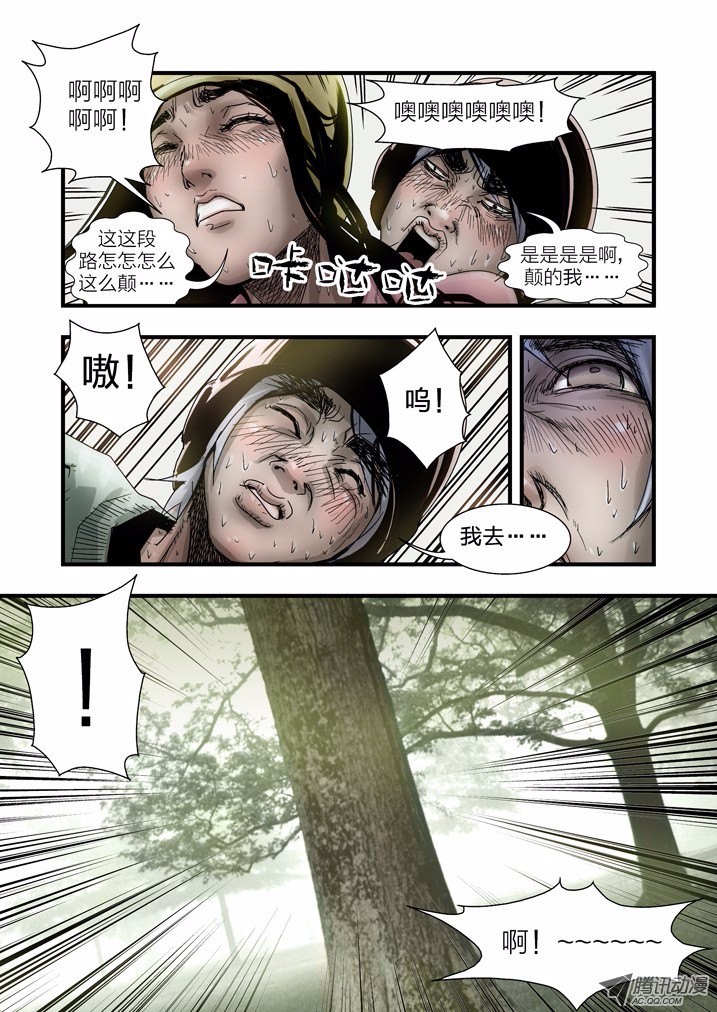 啊啊啊
啊啊！
噢噢噢噢噢噢！
这这段
路怎怎怎么
这么颠……
是是是是啊,
颠的我……
咔哒哒
嗷！
呜！
我去……
！
啊！~~~~~~
腾讯动漫
AC.QQ.COM